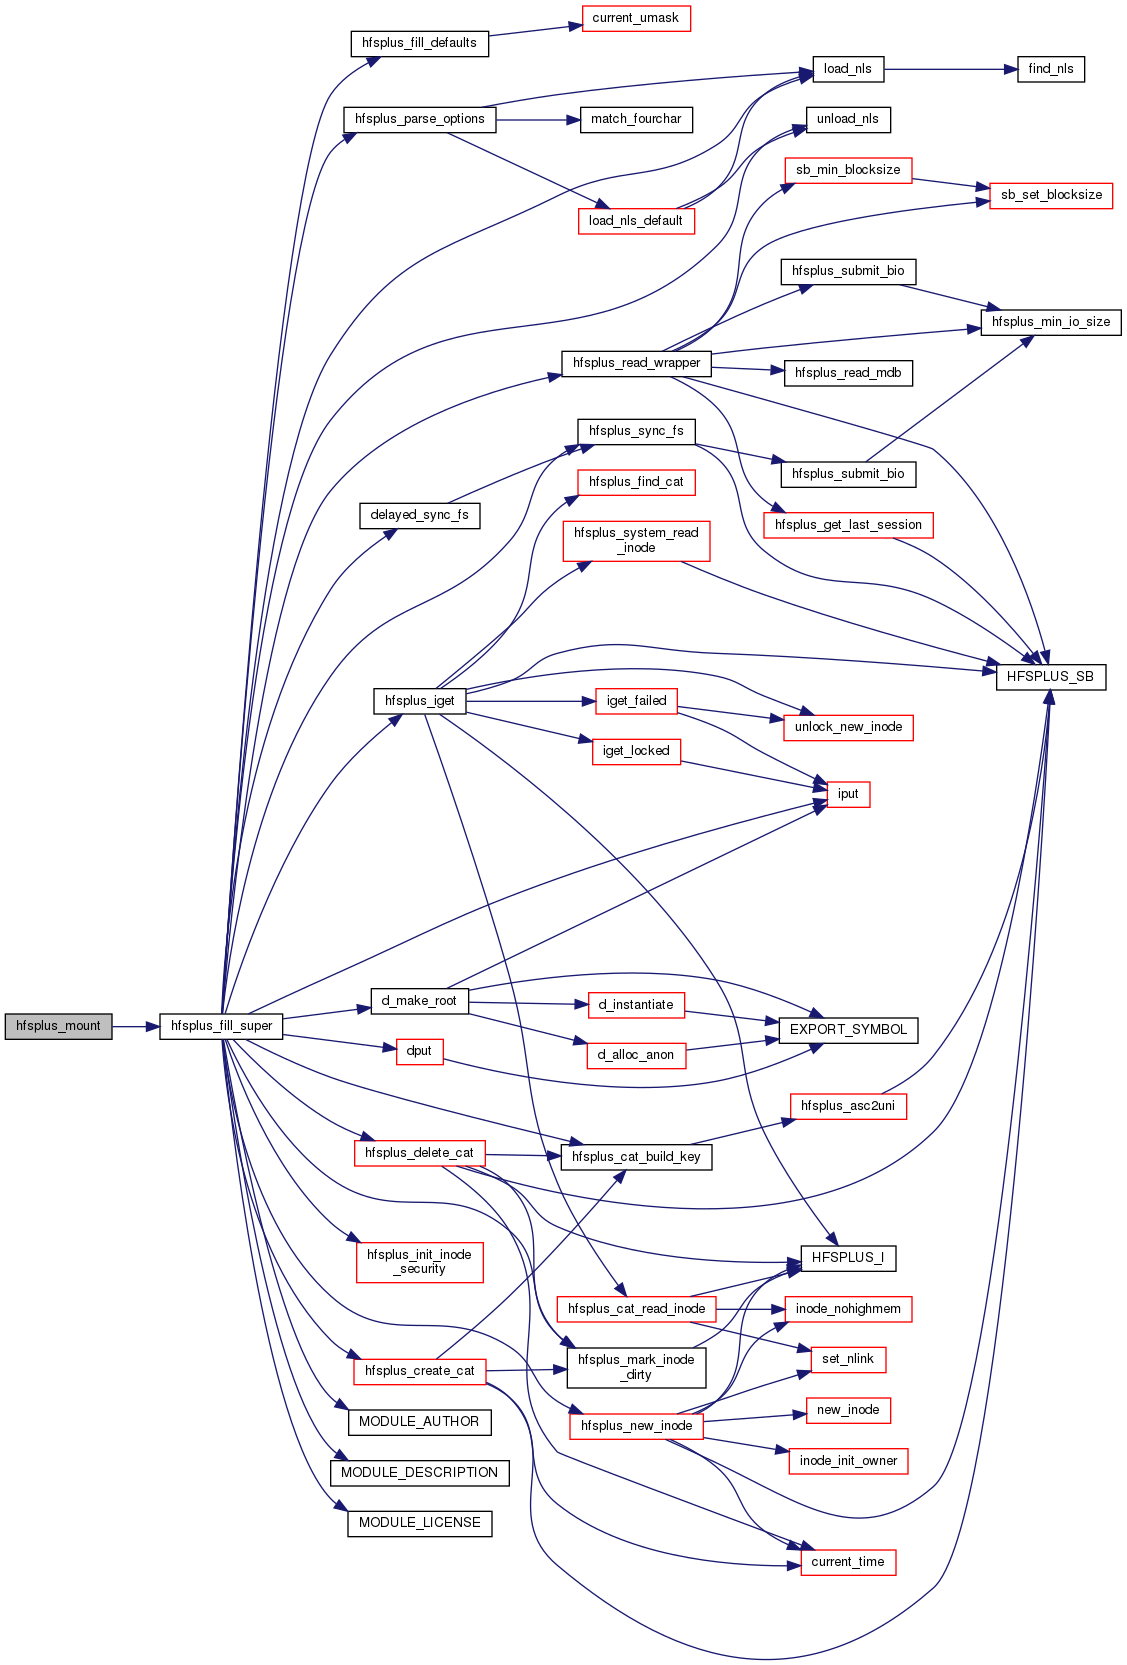 current_umask
hfsplus_fill_defaults
load_nls
find_nls
hfsplus_parse_options
match_fourchar
unload_nls
sb_min_blocksize
sb_set_blocksize
load_nls_default
hfsplus_submit_bio
hfsplus_min_io_size
hfsplus_read_wrapper
hfsplus_read_mdb
hfsplus_sync_fs
hfsplus_submit_bio
hfsplus_find_cat
delayed_sync_fs
hfsplus_get_last_session
hfsplus_system_read
_inode
HFSPLUS_SB
hfsplus_iget
iget_failed
unlock_new_inode
iget_locked
iput
d_make_root
d_instantiate
hfsplus_mount
hfsplus_fill_super
EXPORT_SYMBOL
dput
d_alloc_anon
hfsplus_asc2uni
hfsplus_delete_cat
hfsplus_cat_build_key
hfsplus_init_inode
_security
HFSPLUS_I
hfsplus_cat_read_inode
inode_nohighmem
hfsplus_create_cat
hfsplus_mark_inode
_dirty
set_nlink
MODULE_AUTHOR
hfsplus_new_inode
new_inode
MODULE_DESCRIPTION
inode_init_owner
MODULE_LICENSE
current_time